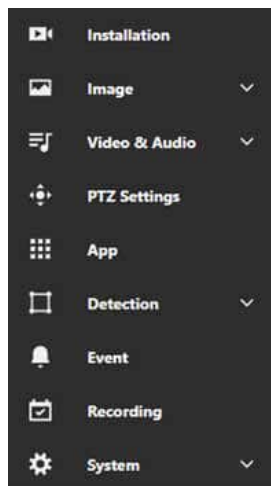 Installation
Image
Video & Audio
PTZ Settings
App
Detection
Event
Recording
System